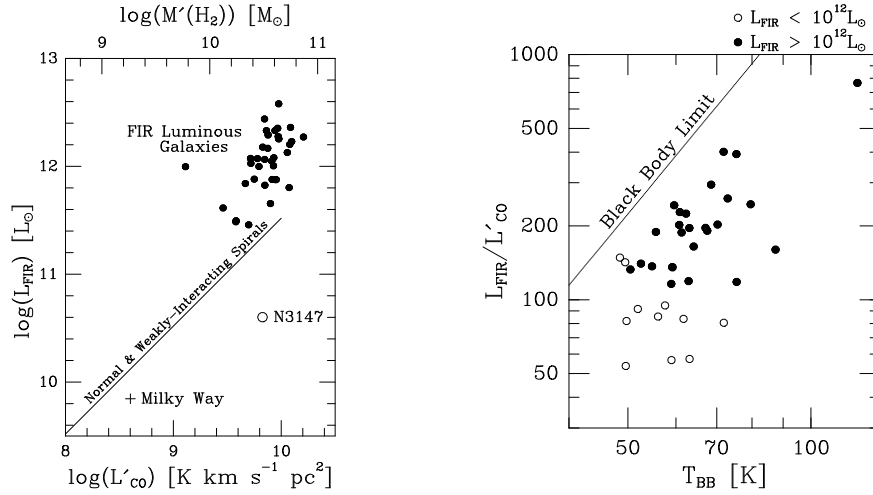 log(M′(H₂)) [M⊙]
9 10 11
13
12
11
10
log(L_FIR) [L⊙]
FIR Luminous
Galaxies
Normal & Weakly-Interacting Spirals
N3147
Milky Way
8 9 10
log(L′_CO) [K km s⁻¹ pc²]
L_FIR < 10¹²L⊙
L_FIR > 10¹²L⊙
1000
500
200
100
50
L_FIR/L′_CO
Black Body Limit
50 70 100
T_BB [K]